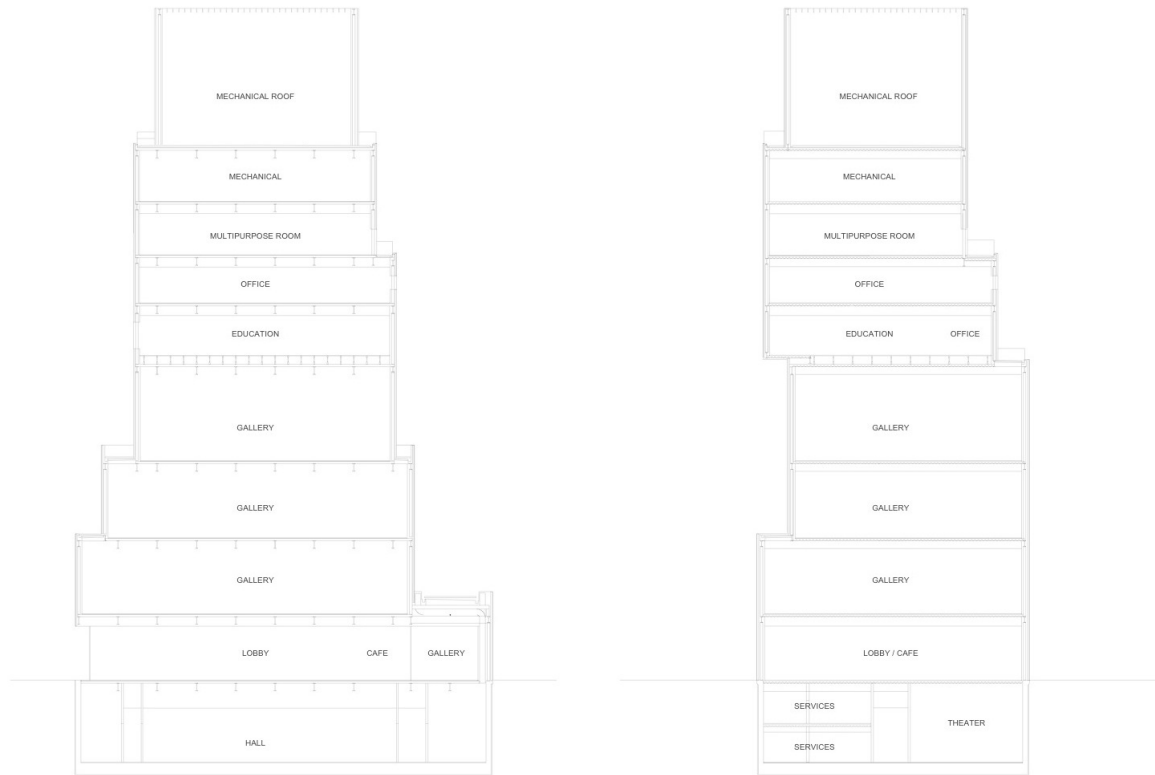 MECHANICAL ROOF
MECHANICAL
MULTIPURPOSE ROOM
OFFICE
EDUCATION
GALLERY
GALLERY
GALLERY
LOBBY CAFE GALLERY
HALL
MECHANICAL ROOF
MECHANICAL
MULTIPURPOSE ROOM
OFFICE
EDUCATION OFFICE
GALLERY
GALLERY
GALLERY
LOBBY / CAFE
SERVICES
THEATER
SERVICES